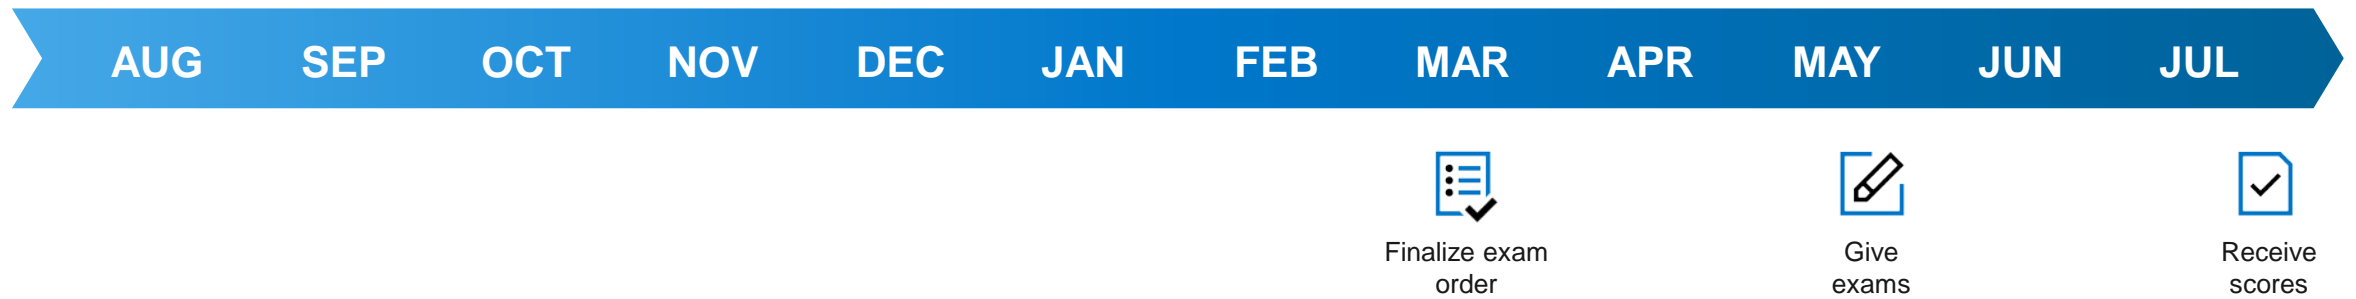 AUG SEP OCT NOV DEC JAN FEB MAR APR MAY JUN JUL
Finalize exam
order
Give
exams
Receive
scores